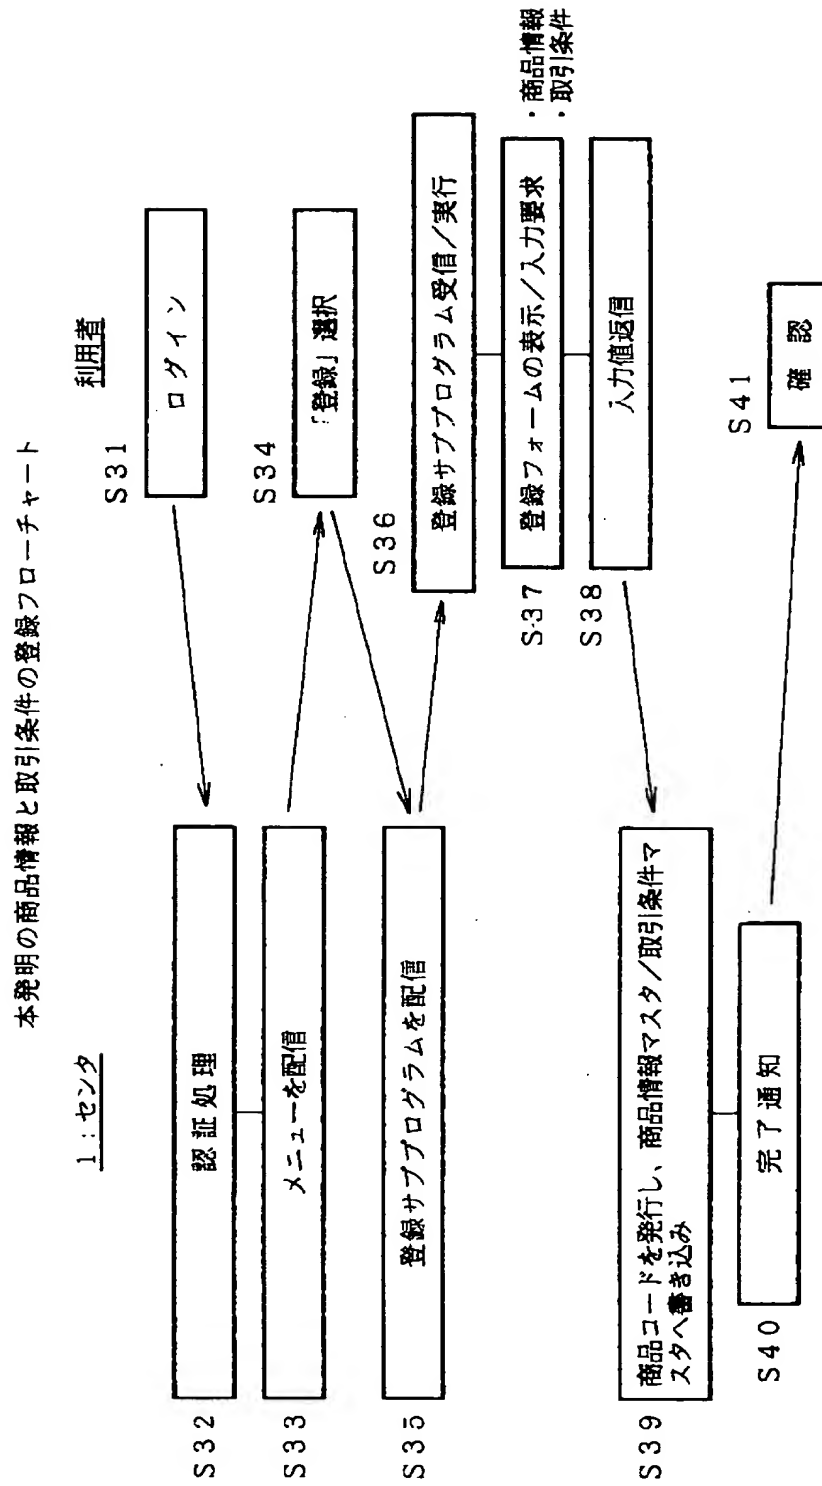 本発明の商品情報と取引条件の登録フローチャート
1：センタ
利用者
S31
ログイン
S32
認証処理
S33
メニューを配信
S34
「登録」選択
S35
登録サブプログラムを配信
S36
登録サブプログラム受信／実行
S37
登録フォームの表示／入力要求
・商品情報
・取引条件
S38
入力値返信
S39
商品コードを発行し、商品情報マスタ／取引条件マ
スタへ書き込み
S40
完了通知
S41
確認